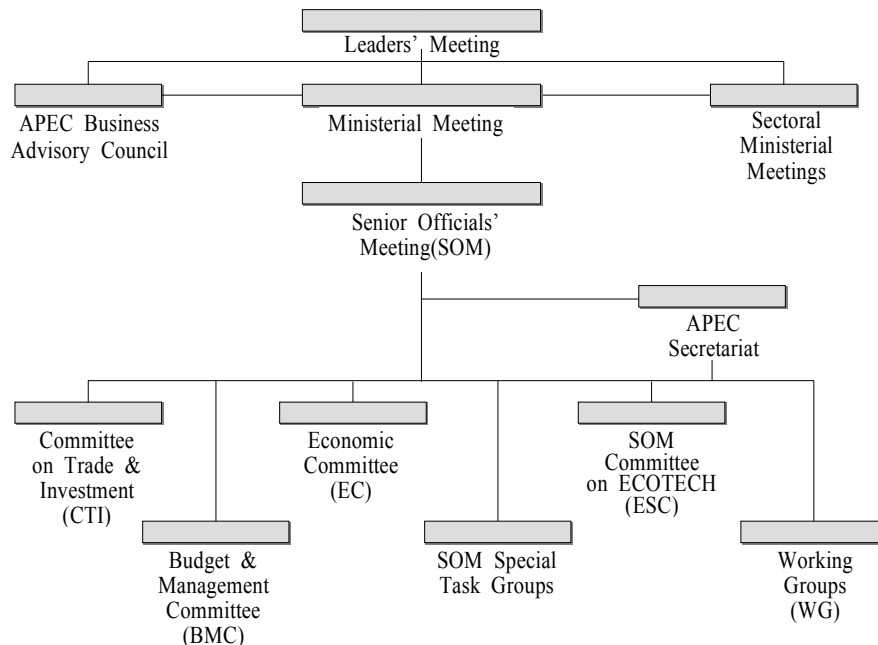 Leaders' Meeting
APEC Business
Advisory Council
Ministerial Meeting
Sectoral
Ministerial
Meetings
Senior Officials'
Meeting(SOM)
APEC
Secretariat
Committee
on Trade &
Investment
(CTI)
Economic
Committee
(EC)
SOM
Committee
on ECOTECH
(ESC)
Budget &
Management
Committee
(BMC)
SOM Special
Task Groups
Working
Groups
(WG)